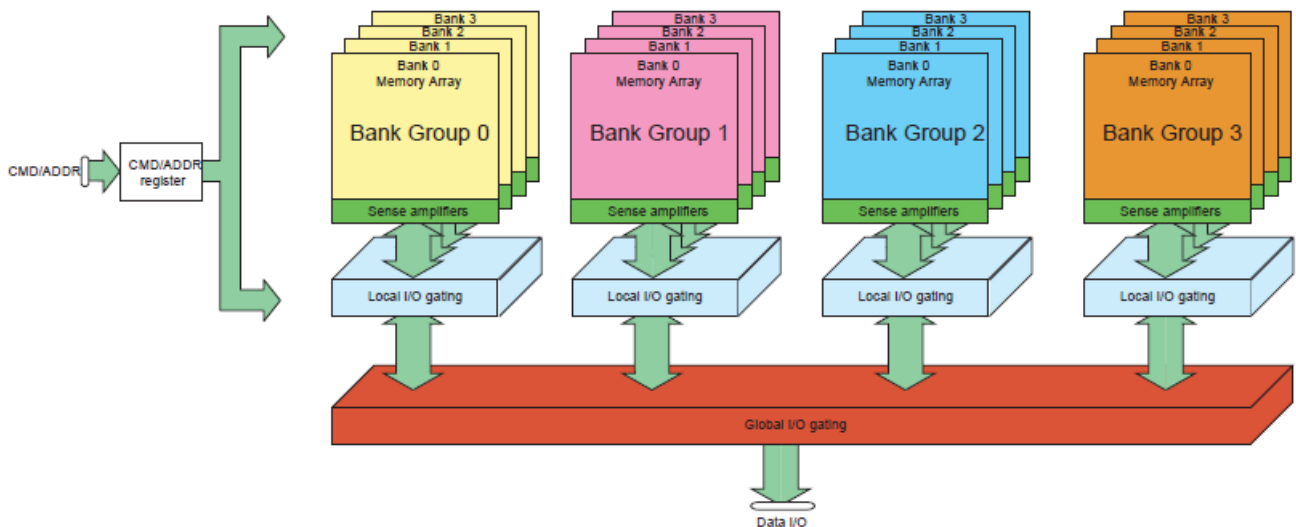 Bank 3
Bank 2
Bank 1
Bank 0
Memory Array
Bank Group 0
Sense amplifiers
Local I/O gating
Bank 3
Bank 2
Bank 1
Bank 0
Memory Array
Bank Group 1
Sense amplifiers
Local I/O gating
Bank 3
Bank 2
Bank 1
Bank 0
Memory Array
Bank Group 2
Sense amplifiers
Local I/O gating
Bank 3
Bank 2
Bank 1
Bank 0
Memory Array
Bank Group 3
Sense amplifiers
Local I/O gating
CMD/ADDR
CMD/ADDR
register
Global I/O gating
Data I/O